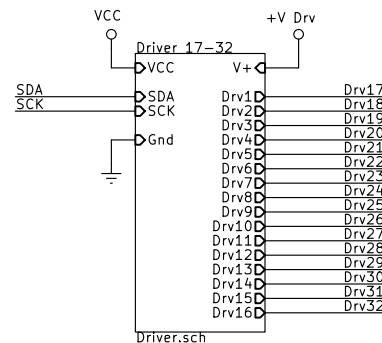 VCC +V Drv
Driver 17-32
VCC V+
SDA SDA Drv1 Drv17
SCK SCK Drv2 Drv18
Drv3 Drv19
Gnd Drv4 Drv20
Drv5 Drv21
Drv6 Drv22
Drv7 Drv23
Drv8 Drv24
Drv9 Drv25
Drv10 Drv26
Drv11 Drv27
Drv12 Drv28
Drv13 Drv29
Drv14 Drv30
Drv15 Drv31
Drv16 Drv32
Driver.sch